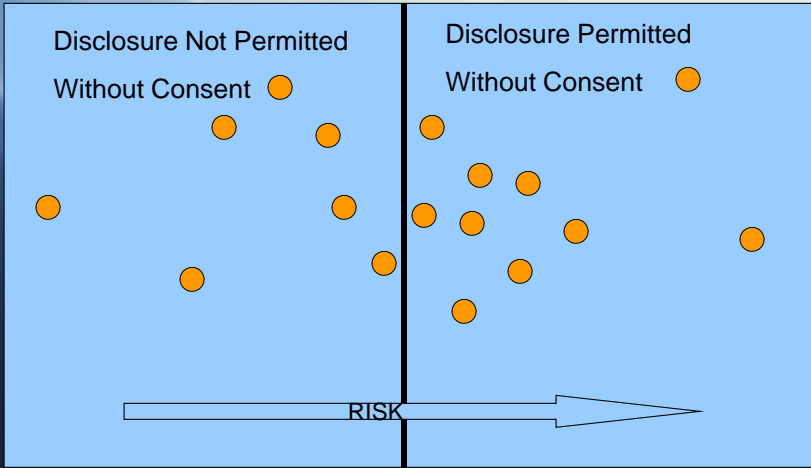 Disclosure Not Permitted
Without Consent
Disclosure Permitted
Without Consent
RISK